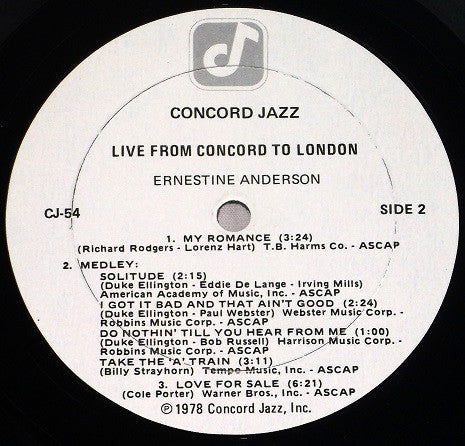 CONCORD JAZZ
LIVE FROM CONCORD TO LONDON
ERNESTINE ANDERSON
CJ-54
SIDE 2
1. MY ROMANCE (3:24)
(Richard Rodgers - Lorenz Hart) T.B. Harms Co. - ASCAP
2. MEDLEY:
SOLITUDE (2:15)
(Duke Ellington - Eddie De Lange - Irving Mills)
American Academy of Music, Inc. - ASCAP
I GOT IT BAD AND THAT AIN'T GOOD (2:24)
(Duke Ellington - Paul Webster) Webster Music Corp. -
Robbins Music Corp. - ASCAP
DO NOTHIN' TILL YOU HEAR FROM ME (1:00)
(Duke Ellington - Bob Russell) Harrison Music Corp. -
Robbins Music Corp. - ASCAP
TAKE THE 'A' TRAIN (3:11)
(Billy Strayhorn) Tempo Music, Inc. - ASCAP
3. LOVE FOR SALE (6:21)
(Cole Porter) Warner Bros., Inc. - ASCAP
℗ 1978 Concord Jazz, Inc.